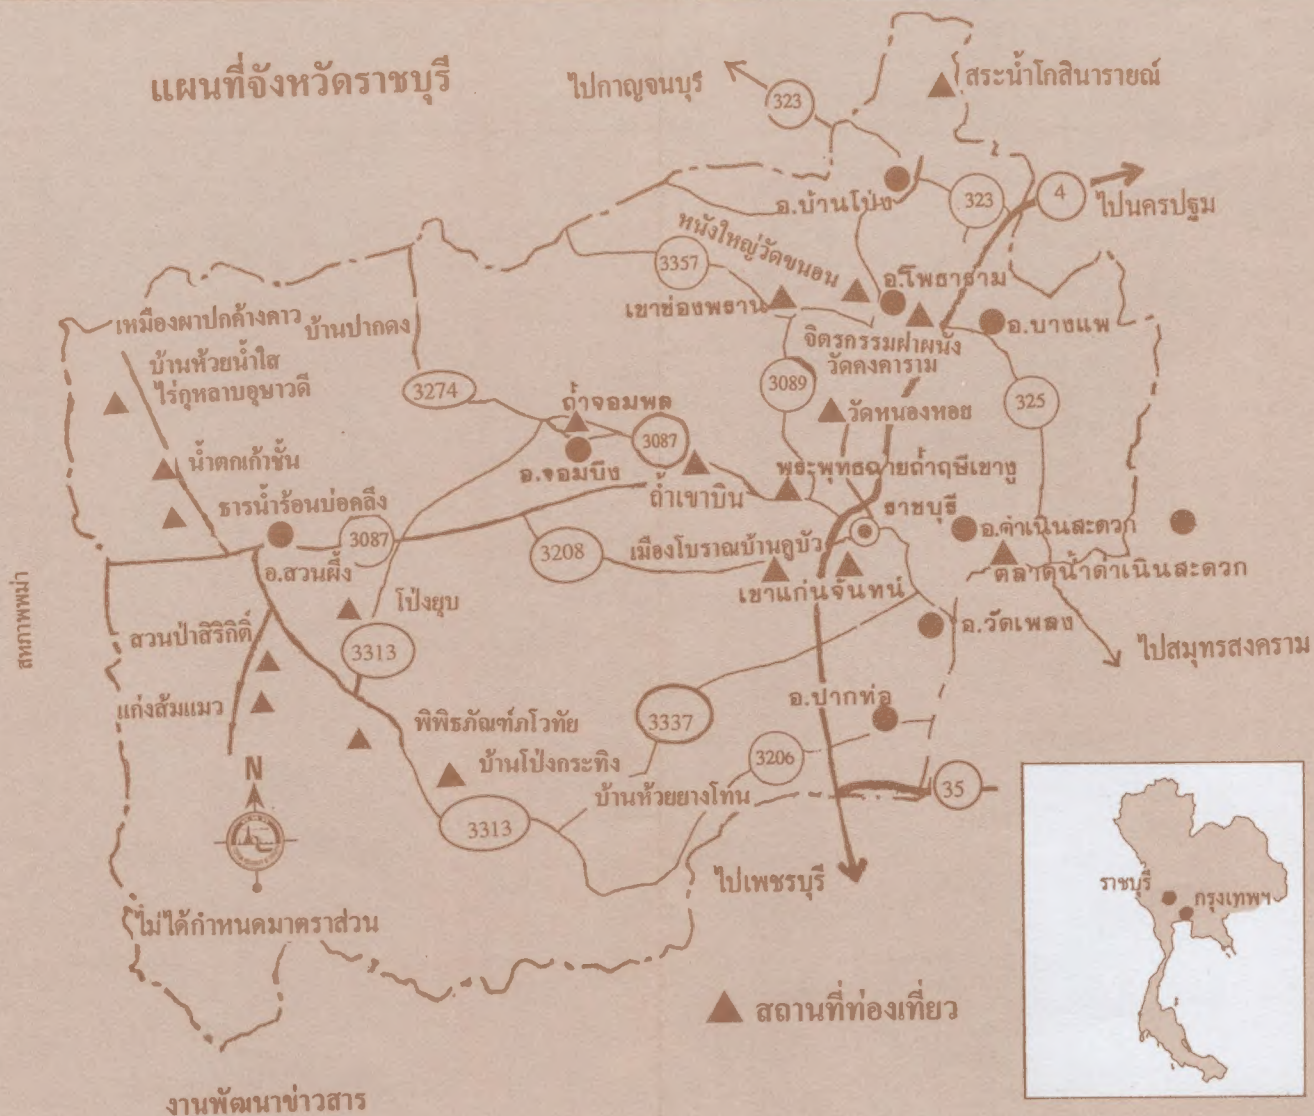 แผนที่จังหวัดราชบุรี
ไปกาญจนบุรี
323
สระน้ำโกสินารายณ์
อ.บ้านโป่ง
323
4
ไปนครปฐม
หนังใหญ่วัดขนอน
3357
เขาช่องพราน
อ.โพธาราม
อ.บางแพ
จิตรกรรมฝาผนัง
วัดคงคาราม
เหมืองผาปกค้างคาว
บ้านปากดง
บ้านห้วยน้ำใส
ไร่กุหลาบอุษาวดี
3274
ถ้ำจอมพล
3089
325
วัดหนองหอย
3087
น้ำตกเก้าชั้น
อ.จอมบึง
ถ้ำเขาบิน
พระพุทธฉายถ้ำฤษีเขางู
ธารน้ำร้อนบ่อคลึง
ราชบุรี
3087
3208
เมืองโบราณบ้านคูบัว
อ.ดำเนินสะดวก
อ.สวนผึ้ง
เขาแก่นจันทน์
ตลาดน้ำดำเนินสะดวก
สหภาพพม่า
โป่งยุบ
สวนป่าสิริกิติ์
3313
อ.วัดเพลง
ไปสมุทรสงคราม
แก่งส้มแมว
พิพิธภัณฑ์ภโวทัย
3337
อ.ปากท่อ
บ้านโป่งกระทิง
3206
N
บ้านห้วยยางโทน
35
3313
ไปเพชรบุรี
ราชบุรี
กรุงเทพฯ
ไม่ได้กำหนดมาตราส่วน
สถานที่ท่องเที่ยว
งานพัฒนาข่าวสาร